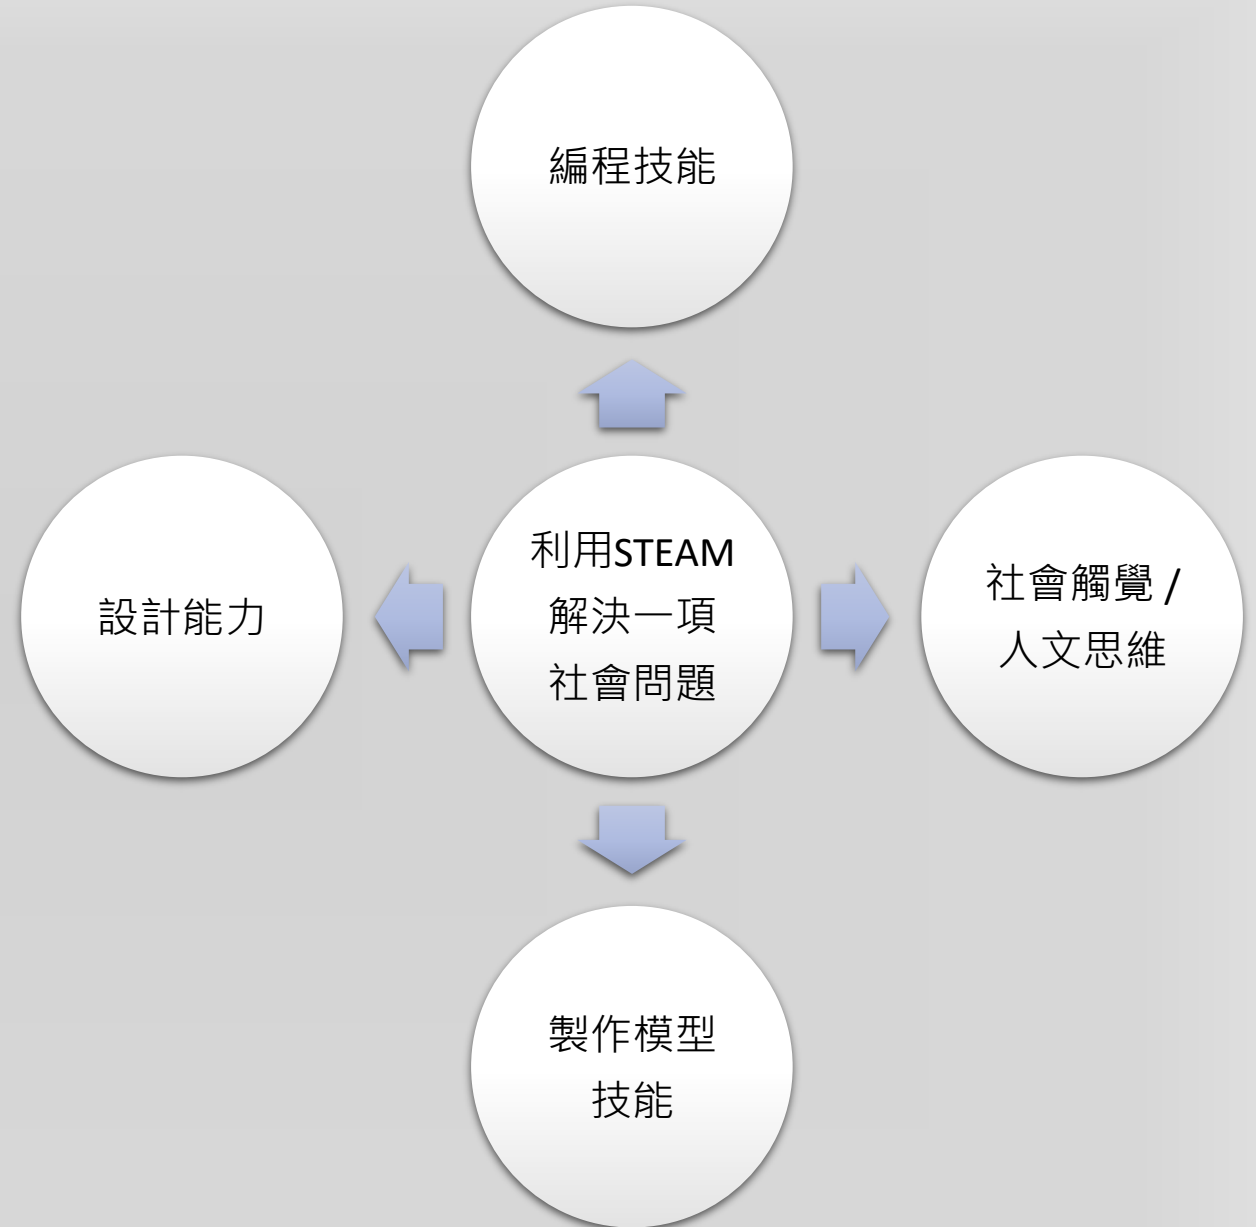 編程技能
設計能力
利用STEAM
解決一項
社會問題
社會觸覺 /
人文思維
製作模型
技能